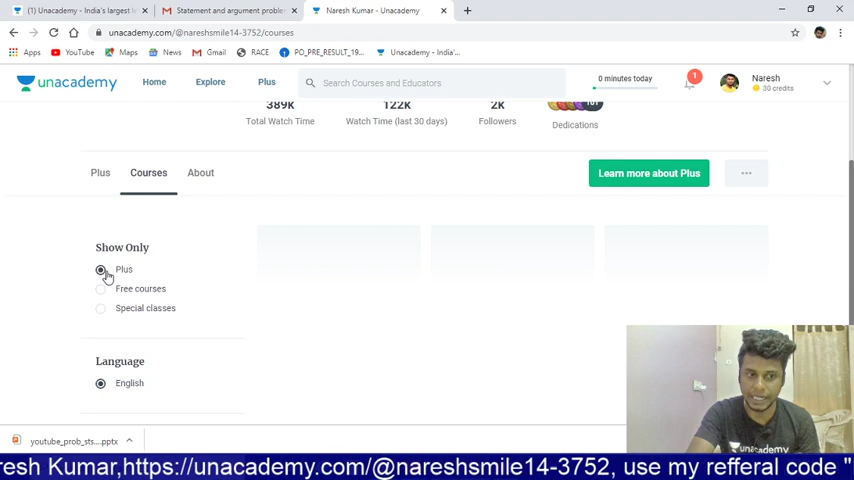 (1) Unacademy - India's largest le
Statement and argument problem
Naresh Kumar - Unacademy
unacademy.com/@nareshsmile14-3752/courses
Apps YouTube Maps News Gmail RACE PO_PRE_RESULT_19... Unacademy - India'...
unacademy Home Explore Plus Search Courses and Educators 0 minutes today 1 Naresh
30 credits
389K 122K 2K 101
Total Watch Time Watch Time (last 30 days) Followers Dedications
Plus Courses About Learn more about Plus
Show Only
Plus
Free courses
Special classes
Language
English
youtube_prob_sts....pptx
unacademy
resh Kumar,https://unacademy.com/@nareshsmile14-3752, use my refferal code "